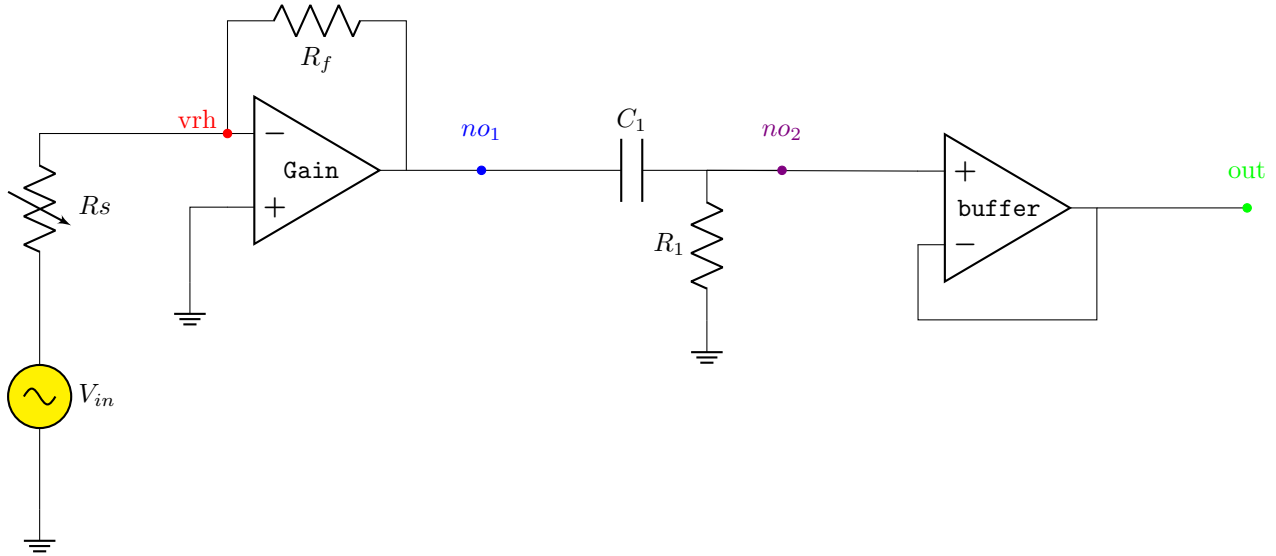 R_f
vrh
Gain
−
+
Rs
V_in
no_1
C_1
R_1
no_2
+
buffer
−
out